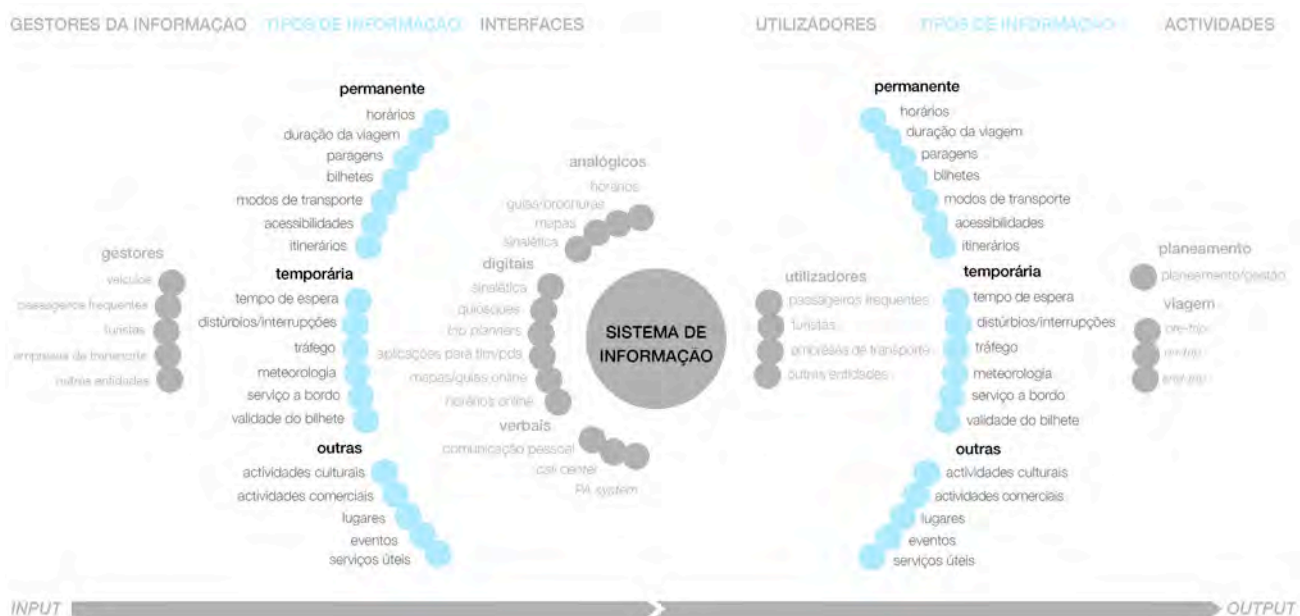 GESTORES DA INFORMAÇÃO
TIPOS DE INFORMAÇÃO
INTERFACES
UTILIZADORES
TIPOS DE INFORMAÇÃO
ACTIVIDADES
gestores
veículos
passageiros frequentes
turistas
empresas de transporte
outras entidades
permanente
horários
duração da viagem
paragens
bilhetes
modos de transporte
acessibilidades
itinerários
temporária
tempo de espera
distúrbios/interrupções
tráfego
meteorologia
serviço a bordo
validade do bilhete
outras
actividades culturais
actividades comerciais
lugares
eventos
serviços úteis
analógicos
horários
guias/brochuras
mapas
sinalética
digitais
sinalética
quiosques
trip planners
aplicações para tlm/pda
mapas/guias online
horários online
verbais
comunicação pessoal
call center
PA system
SISTEMA DE
INFORMAÇÃO
utilizadores
passageiros frequentes
turistas
empresas de transporte
outras entidades
permanente
horários
duração da viagem
paragens
bilhetes
modos de transporte
acessibilidades
itinerários
temporária
tempo de espera
distúrbios/interrupções
tráfego
meteorologia
serviço a bordo
validade do bilhete
outras
actividades culturais
actividades comerciais
lugares
eventos
serviços úteis
planeamento
planeamento/gestão
viagem
pre-trip
INPUT
OUTPUT